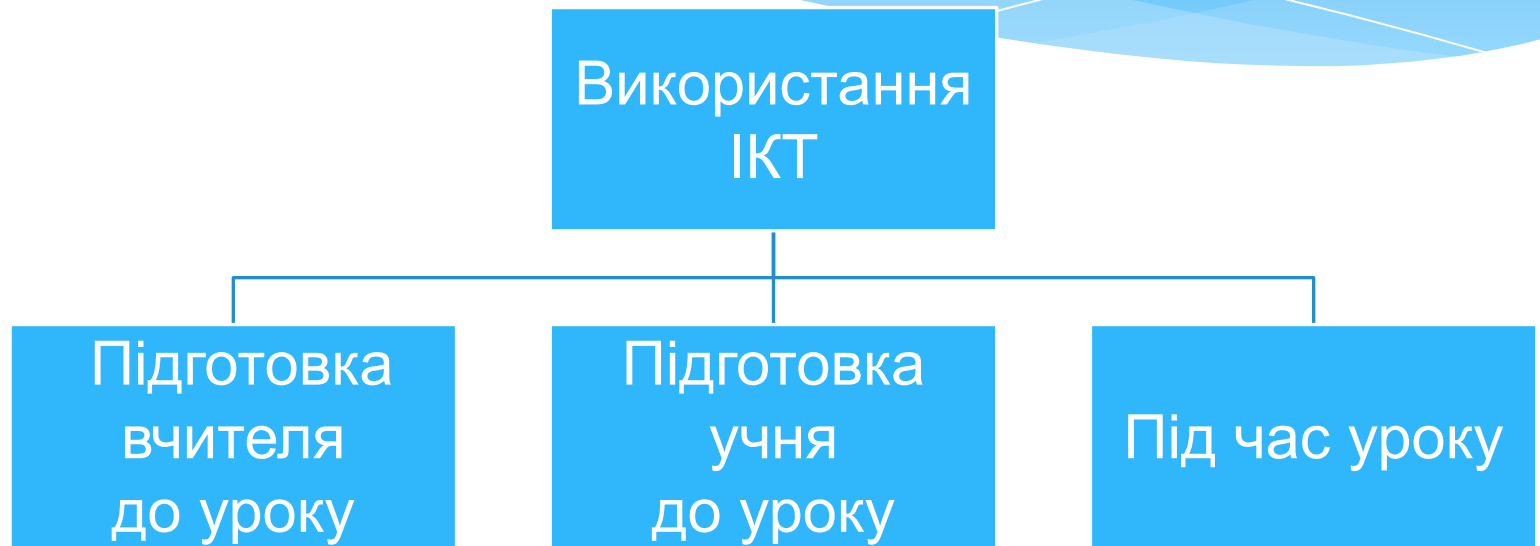 Використання
ІКТ
Підготовка
вчителя
до уроку
Підготовка
учня
до уроку
Під час уроку